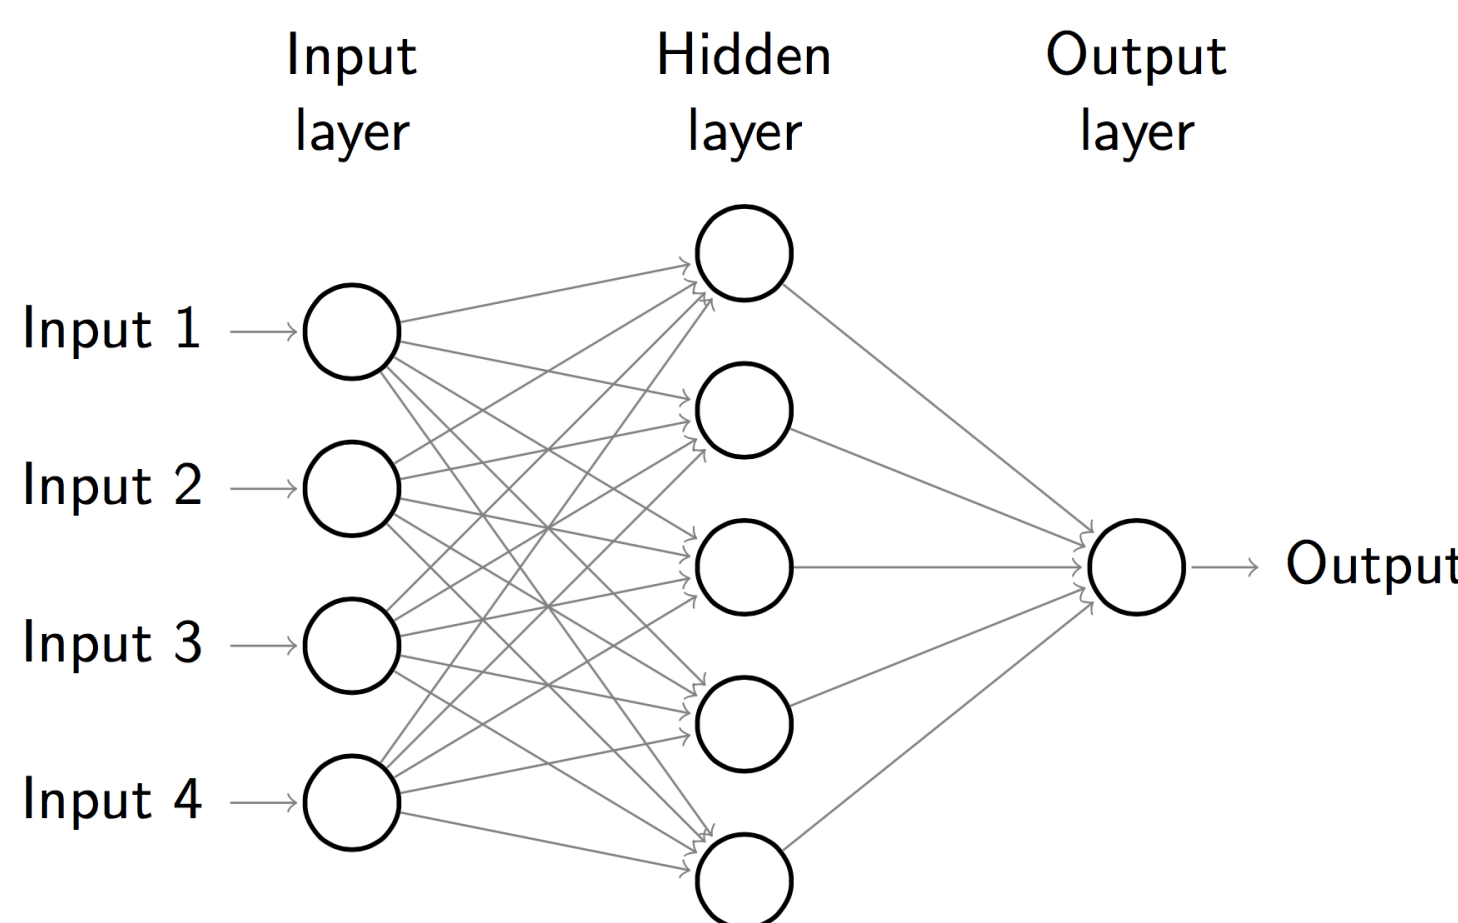 Input
layer
Hidden
layer
Output
layer
Input 1
Input 2
Input 3
Input 4
Output